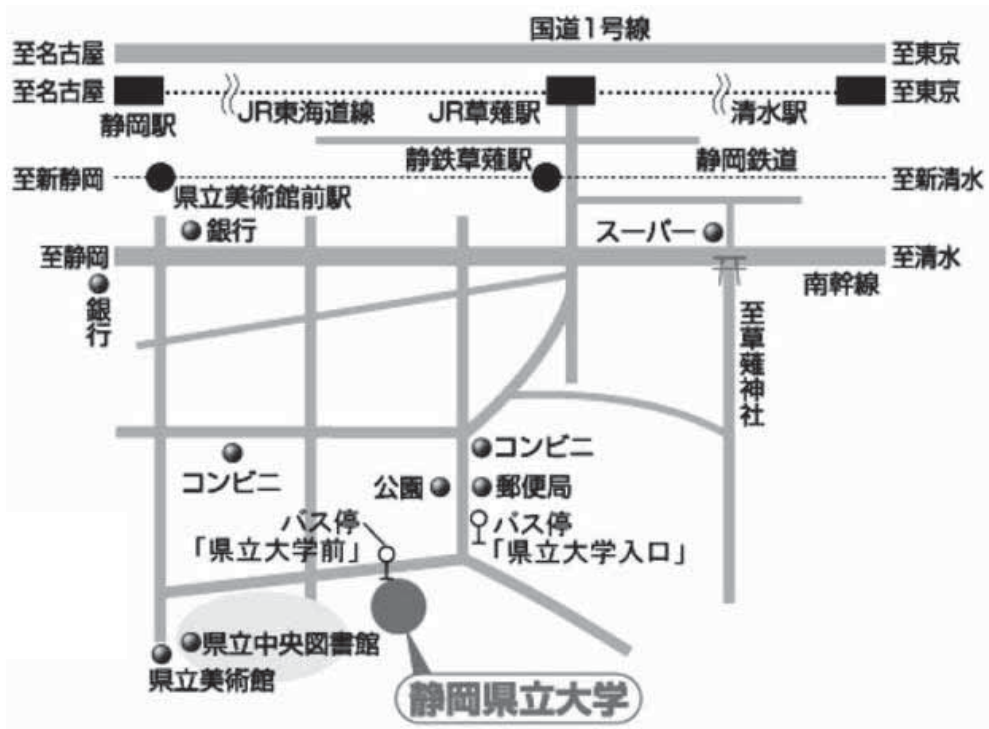 国道1号線
至名古屋
至東京
至名古屋
至東京
静岡駅
JR東海道線
JR草薙駅
清水駅
静鉄草薙駅
静岡鉄道
至新静岡
至新清水
県立美術館前駅
銀行
スーパー
至静岡
至清水
南幹線
銀行
至草薙神社
コンビニ
コンビニ
公園
郵便局
バス停
「県立大学前」
バス停
「県立大学入口」
県立中央図書館
県立美術館
静岡県立大学